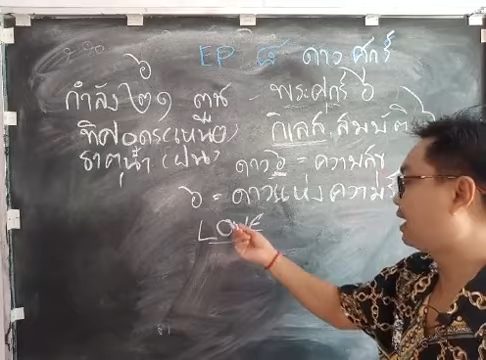 EP ๘ ดาวศุกร์
๖
กำลัง ๒๑ ตน - พระศุกร์ ๖
ทิศอุดร(เหนือ) กิเลส, สมบัติ
ธาตุน้ำ (ฝน) ดาว ๖ = ความสุข
๖ = ดาวแห่งความรั
LOVE